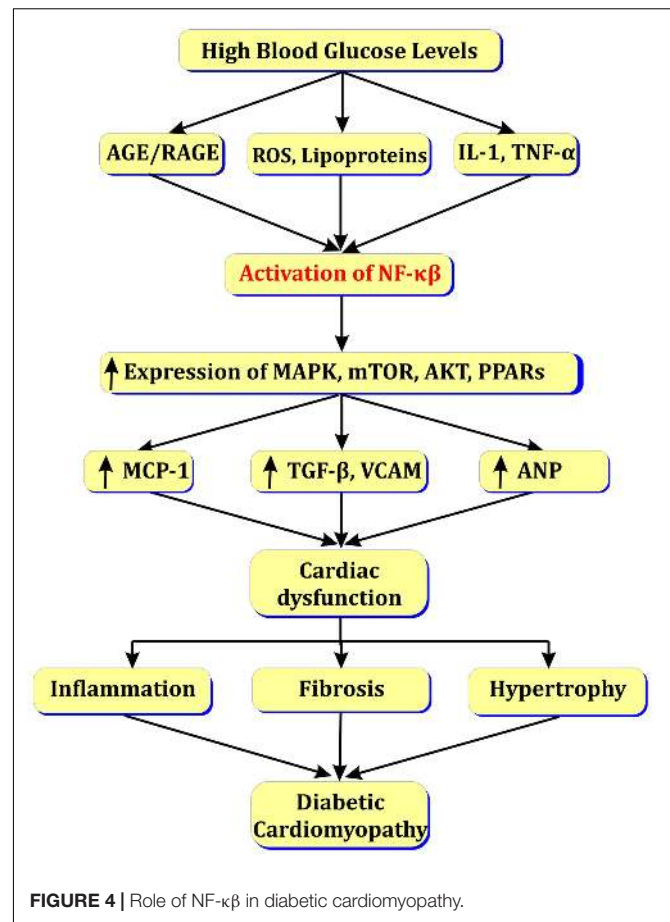 High Blood Glucose Levels
AGE/RAGE
ROS, Lipoproteins
IL-1, TNF-α
Activation of NF-κβ
Expression of MAPK, mTOR, AKT, PPARs
MCP-1
TGF-β, VCAM
ANP
Cardiac
dysfunction
Inflammation
Fibrosis
Hypertrophy
Diabetic
Cardiomyopathy
FIGURE 4 | Role of NF-κβ in diabetic cardiomyopathy.